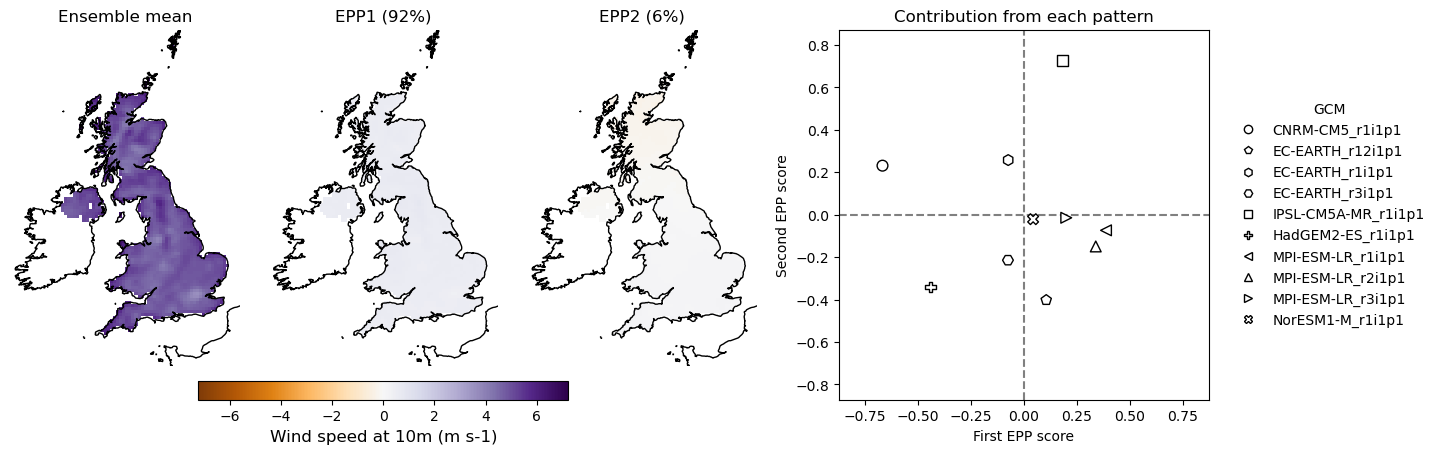 Ensemble mean
EPP1 (92%)
EPP2 (6%)
Contribution from each pattern
−6 −4 −2 0 2 4 6
Wind speed at 10m (m s-1)
Second EPP score
0.8
0.6
0.4
0.2
0.0
−0.2
−0.4
−0.6
−0.8
−0.75 −0.50 −0.25 0.00 0.25 0.50 0.75
First EPP score
GCM
CNRM-CM5_r1i1p1
EC-EARTH_r12i1p1
EC-EARTH_r1i1p1
EC-EARTH_r3i1p1
IPSL-CM5A-MR_r1i1p1
HadGEM2-ES_r1i1p1
MPI-ESM-LR_r1i1p1
MPI-ESM-LR_r2i1p1
MPI-ESM-LR_r3i1p1
NorESM1-M_r1i1p1